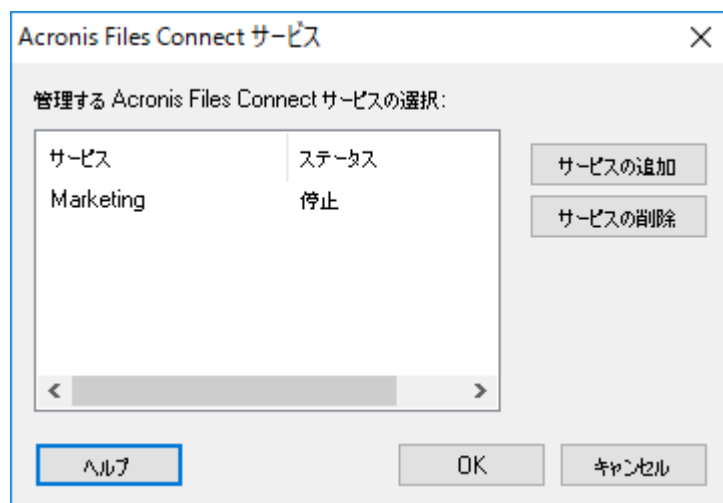 Acronis Files Connect サービス
管理する Acronis Files Connect サービスの選択:
サービス ステータス
Marketing 停止
サービスの追加
サービスの削除
ヘルプ OK キャンセル